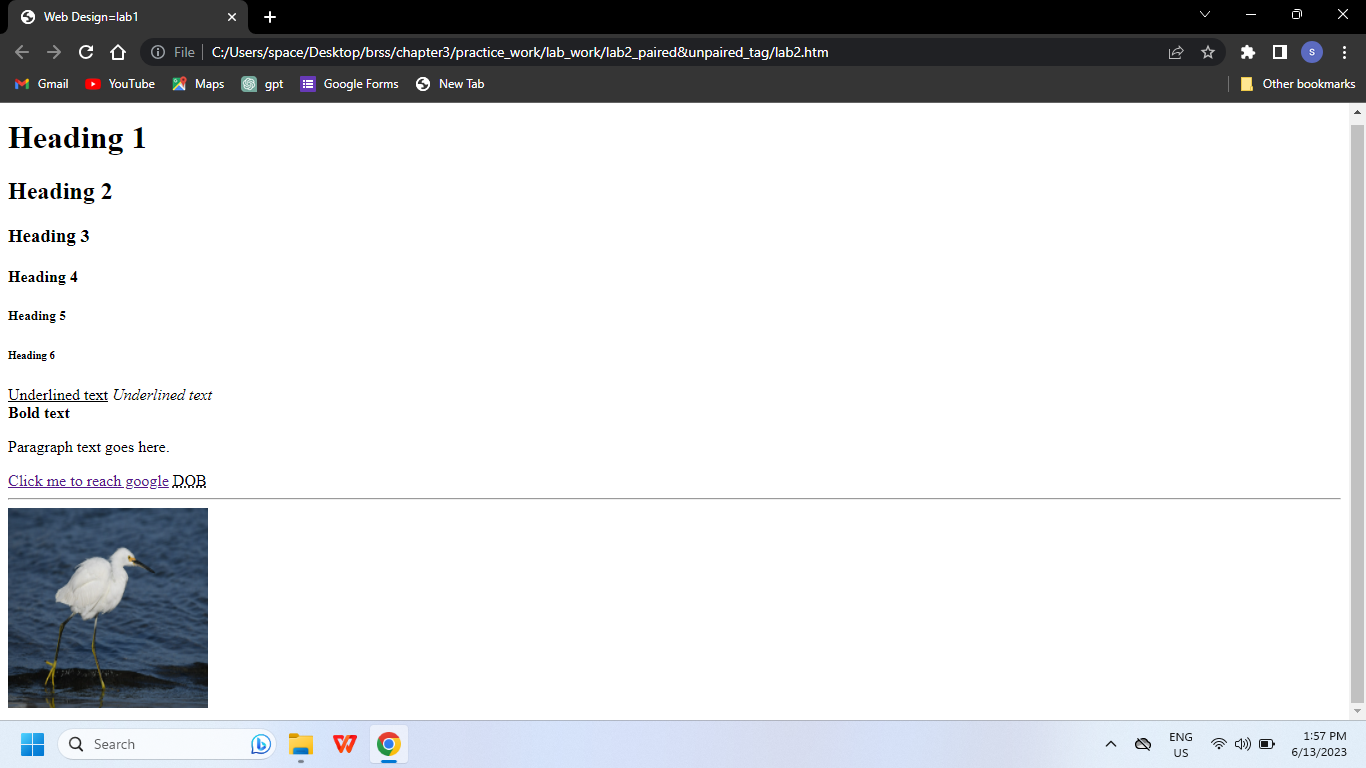 Web Design=lab1
File C:/Users/space/Desktop/brss/chapter3/practice_work/lab_work/lab2_paired&unpaired_tag/lab2.htm S
Gmail YouTube Maps gpt Google Forms New Tab Other bookmarks
Heading 1
Heading 2
Heading 3
Heading 4
Heading 5
Heading 6
Underlined text Underlined text
Bold text
Paragraph text goes here.
Click me to reach google DOB
Search ENG 1:57 PM
US 6/13/2023